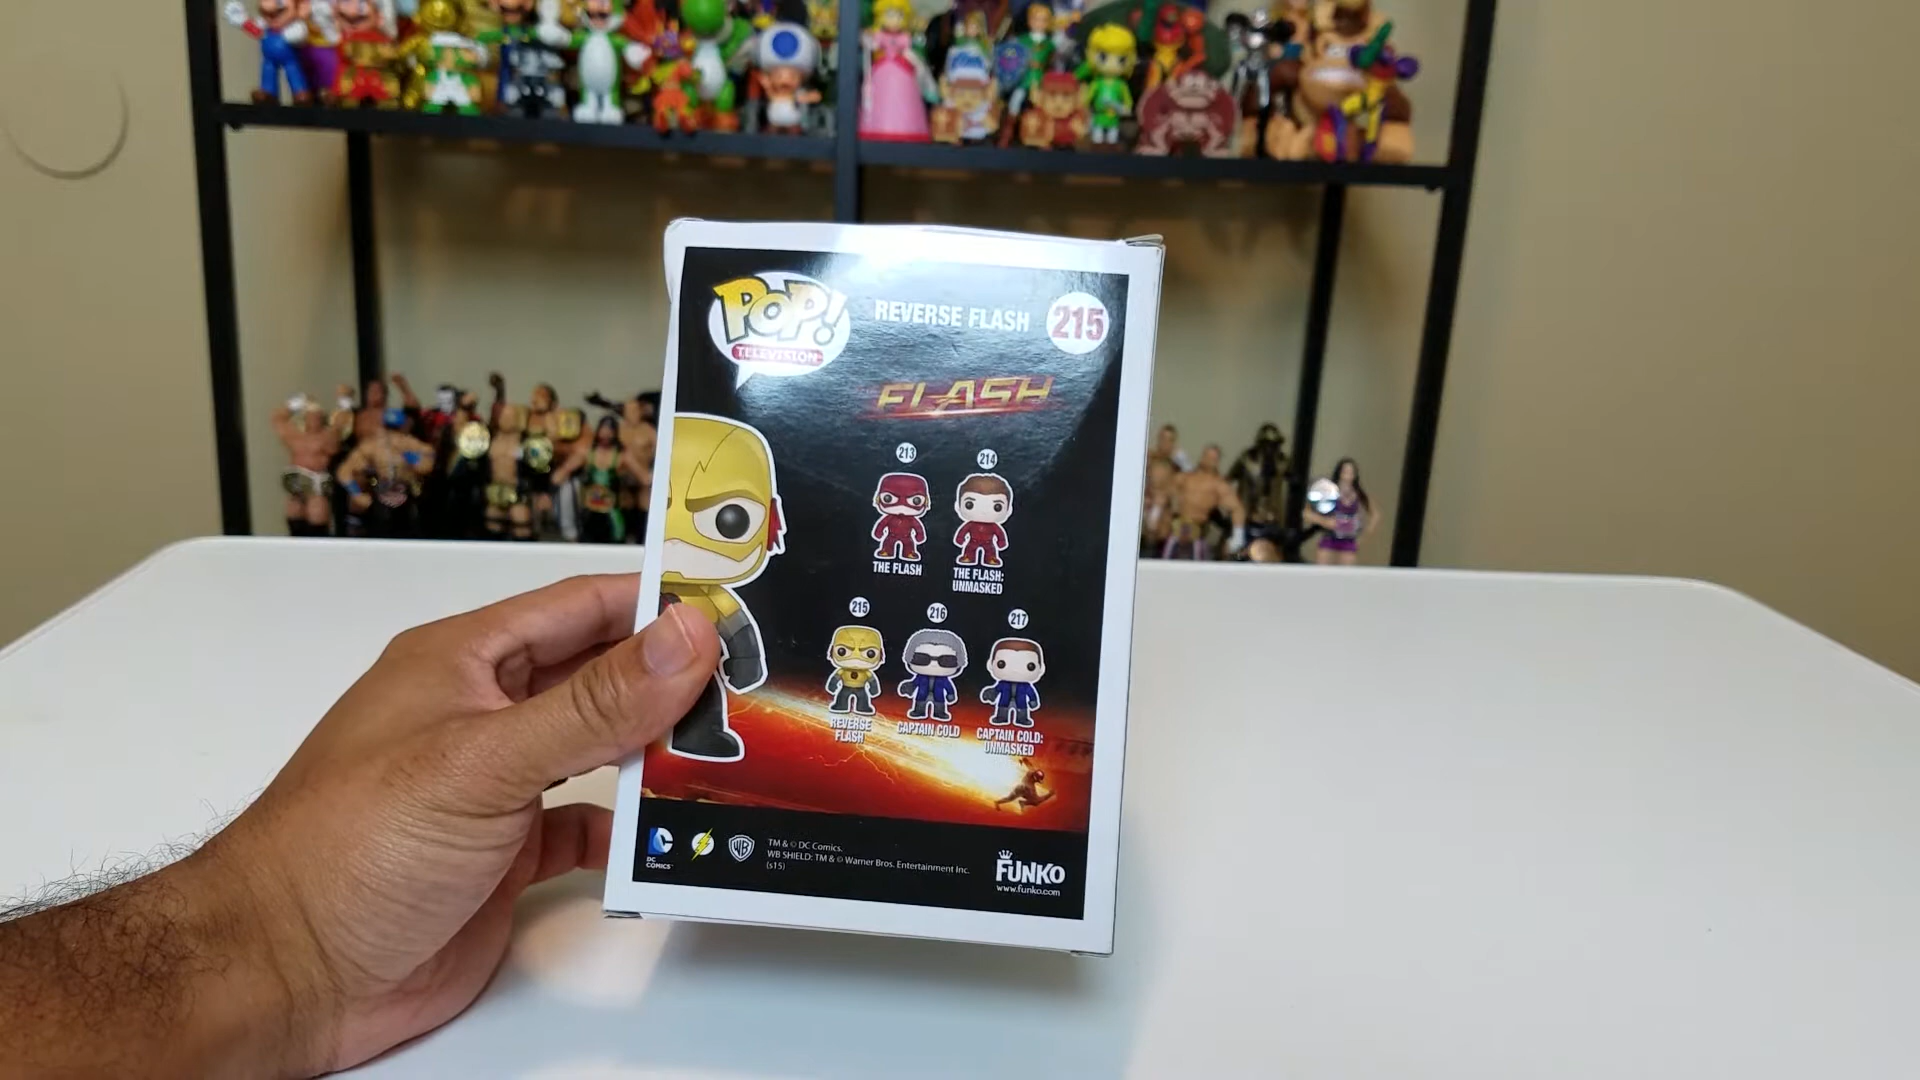 POP!
TELEVISION
REVERSE FLASH
215
FLASH
213
214
THE FLASH
THE FLASH:
UNMASKED
215
216
217
REVERSE
FLASH
CAPTAIN COLD
CAPTAIN COLD:
UNMASKED
DC
COMICS
WB
TM & © DC Comics.
WB SHIELD: TM & © Warner Bros. Entertainment Inc.
(s15)
FUNKO
www.funko.com